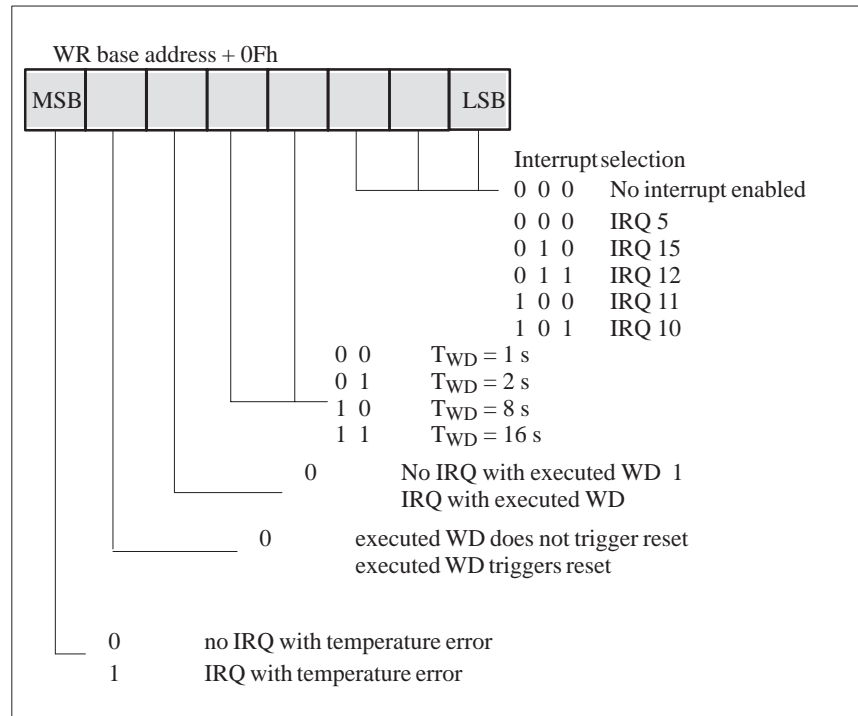 WR base address + 0Fh
MSB LSB
Interrupt selection
0 0 0 No interrupt enabled
0 0 0 IRQ 5
0 1 0 IRQ 15
0 1 1 IRQ 12
1 0 0 IRQ 11
1 0 1 IRQ 10
0 0 TWD = 1 s
0 1 TWD = 2 s
1 0 TWD = 8 s
1 1 TWD = 16 s
0 No IRQ with executed WD 1
IRQ with executed WD
0 executed WD does not trigger reset
executed WD triggers reset
0 no IRQ with temperature error
1 IRQ with temperature error